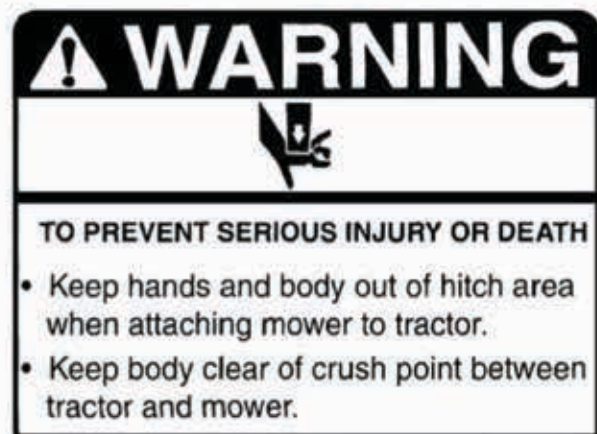 WARNING
TO PREVENT SERIOUS INJURY OR DEATH
• Keep hands and body out of hitch area
when attaching mower to tractor.
• Keep body clear of crush point between
tractor and mower.